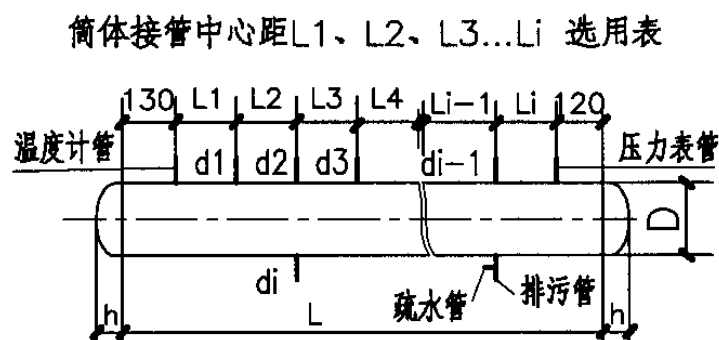 筒体接管中心距L1、L2、L3...Li 选用表
130 L1 L2 L3 L4 Li-1 Li 120
温度计管 d1 d2 d3 di-1 压力表管
D
di 疏水管 排污管
h L h